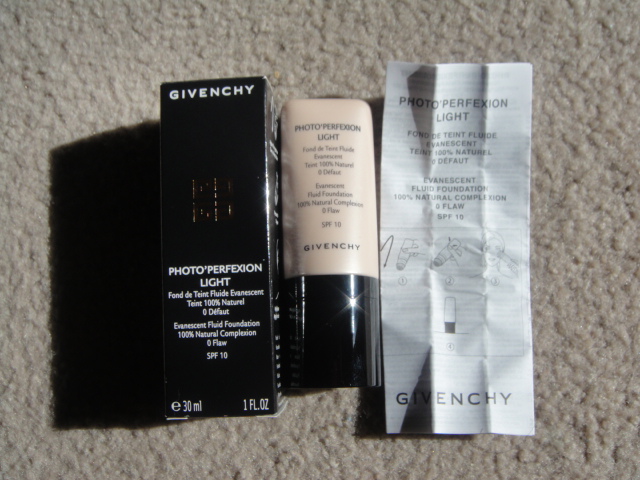 GIVENCHY
PHOTO'PERFEXION
LIGHT
Fond de Teint Fluide Evanescent
Teint 100% Naturel
0 Défaut
Evanescent Fluid Foundation
100% Natural Complexion
0 Flaw
SPF 10
e 30 ml 1 FL.OZ
PHOTO'PERFEXION
LIGHT
Fond de Teint Fluide
Evanescent
Teint 100% Naturel
0 Défaut
Evanescent
Fluid Foundation
100% Natural Complexion
0 Flaw
SPF 10
GIVENCHY
PHOTO'PERFEXION
LIGHT
FOND DE TEINT FLUIDE
EVANESCENT
TEINT 100% NATUREL
0 DÉFAUT
EVANESCENT
FLUID FOUNDATION
100% NATURAL COMPLEXION
0 FLAW
SPF 10
1 2 3
4
GIVENCHY